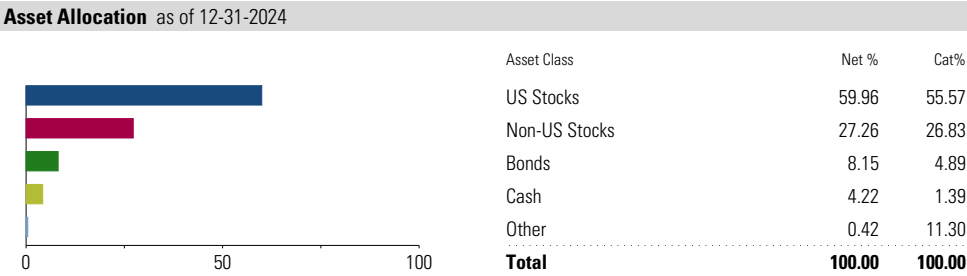 Asset Allocation as of 12-31-2024
Asset Class Net % Cat%
US Stocks 59.96 55.57
Non-US Stocks 27.26 26.83
Bonds 8.15 4.89
Cash 4.22 1.39
Other 0.42 11.30
0 50 100
Total 100.00 100.00